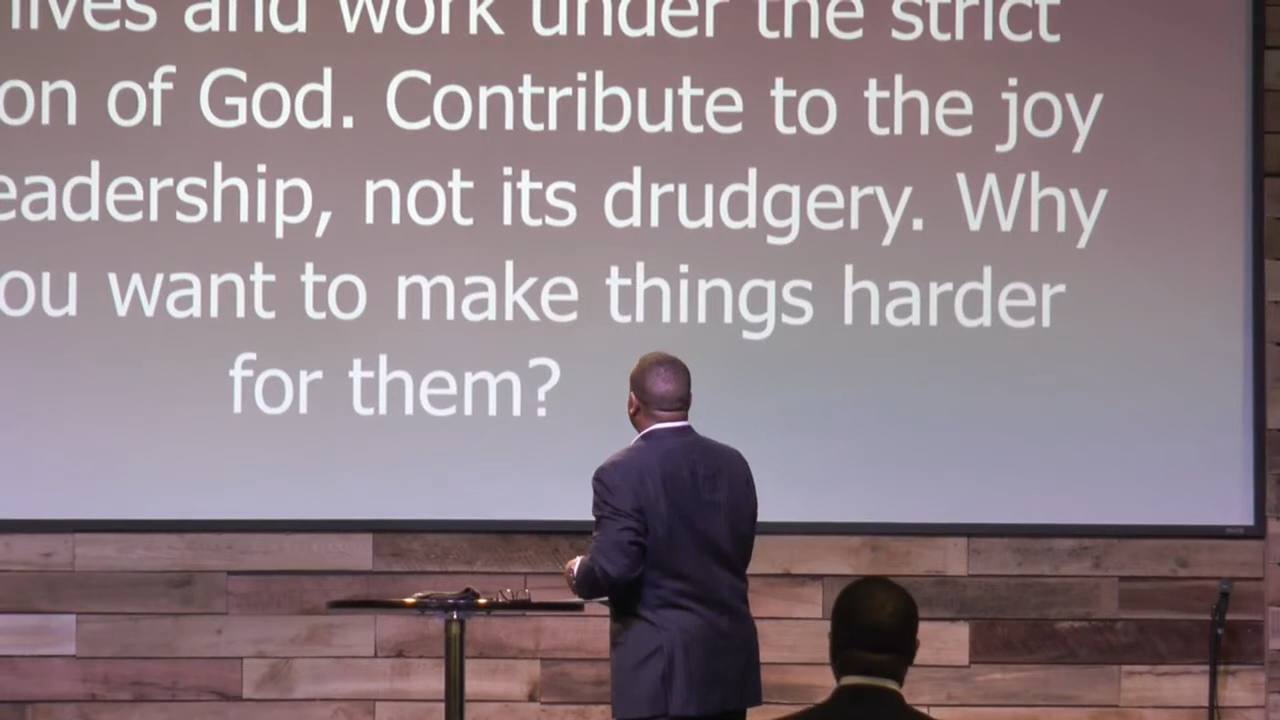 lives and work under the strict
on of God. Contribute to the joy
eadership, not its drudgery. Why
ou want to make things harder
for them?